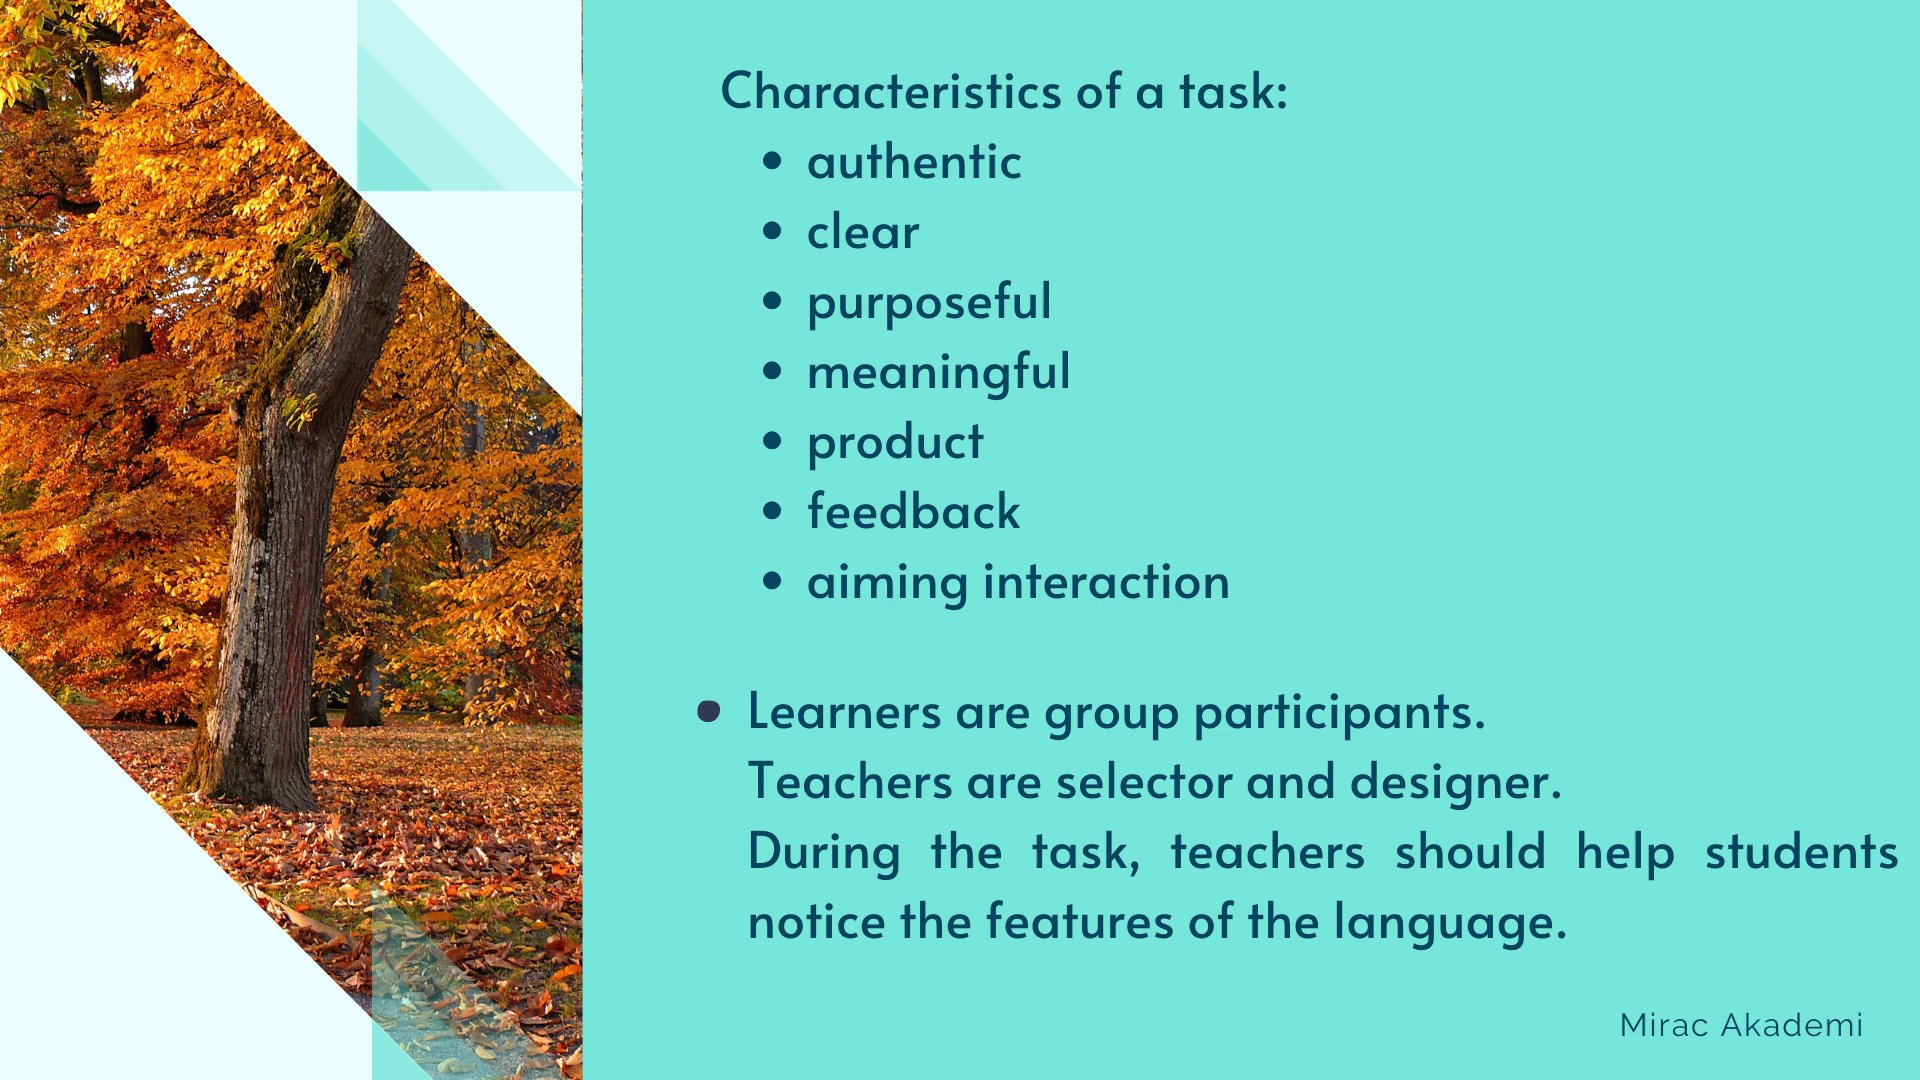 Characteristics of a task:
• authentic
• clear
• purposeful
• meaningful
• product
• feedback
• aiming interaction
• Learners are group participants.
Teachers are selector and designer.
During the task, teachers should help students
notice the features of the language.
Mirac Akademi